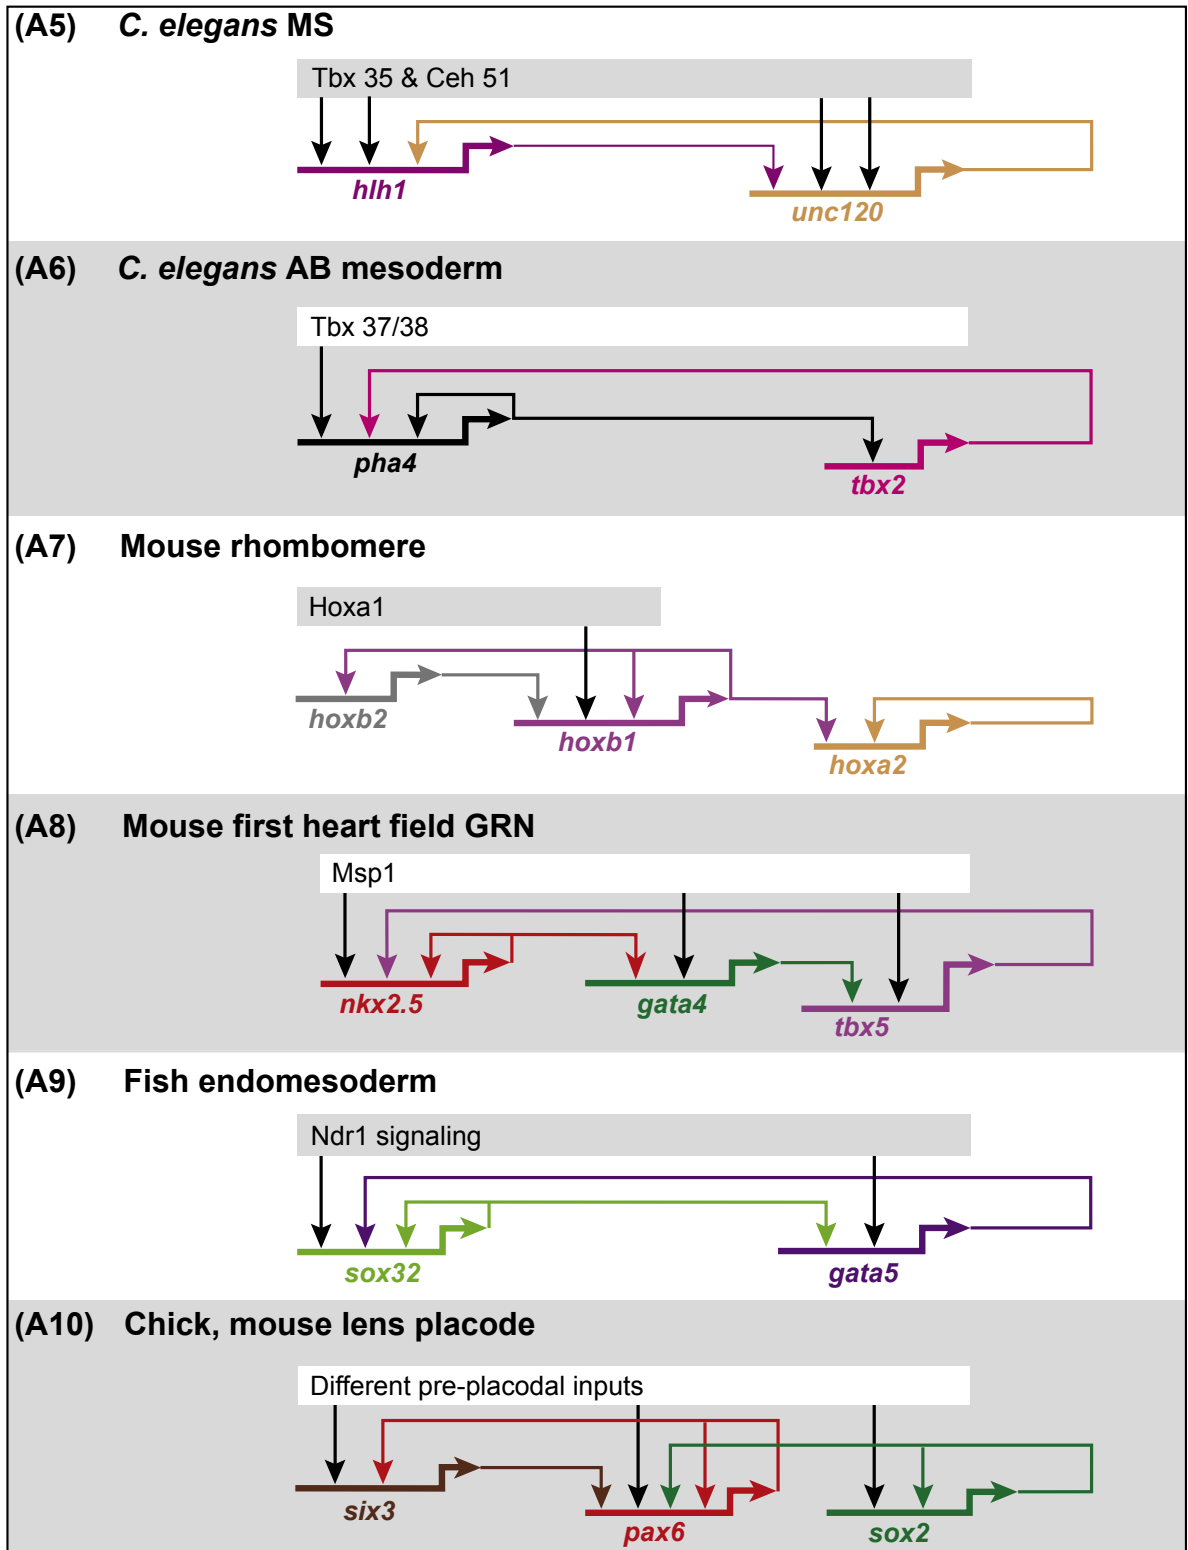 (A5) C. elegans MS
Tbx 35 & Ceh 51
hlh1
unc120
(A6) C. elegans AB mesoderm
Tbx 37/38
pha4
tbx2
(A7) Mouse rhombomere
Hoxa1
hoxb2
hoxb1
hoxa2
(A8) Mouse first heart field GRN
Msp1
nkx2.5
gata4
tbx5
(A9) Fish endomesoderm
Ndr1 signaling
sox32
gata5
(A10) Chick, mouse lens placode
Different pre-placodal inputs
six3
pax6
sox2